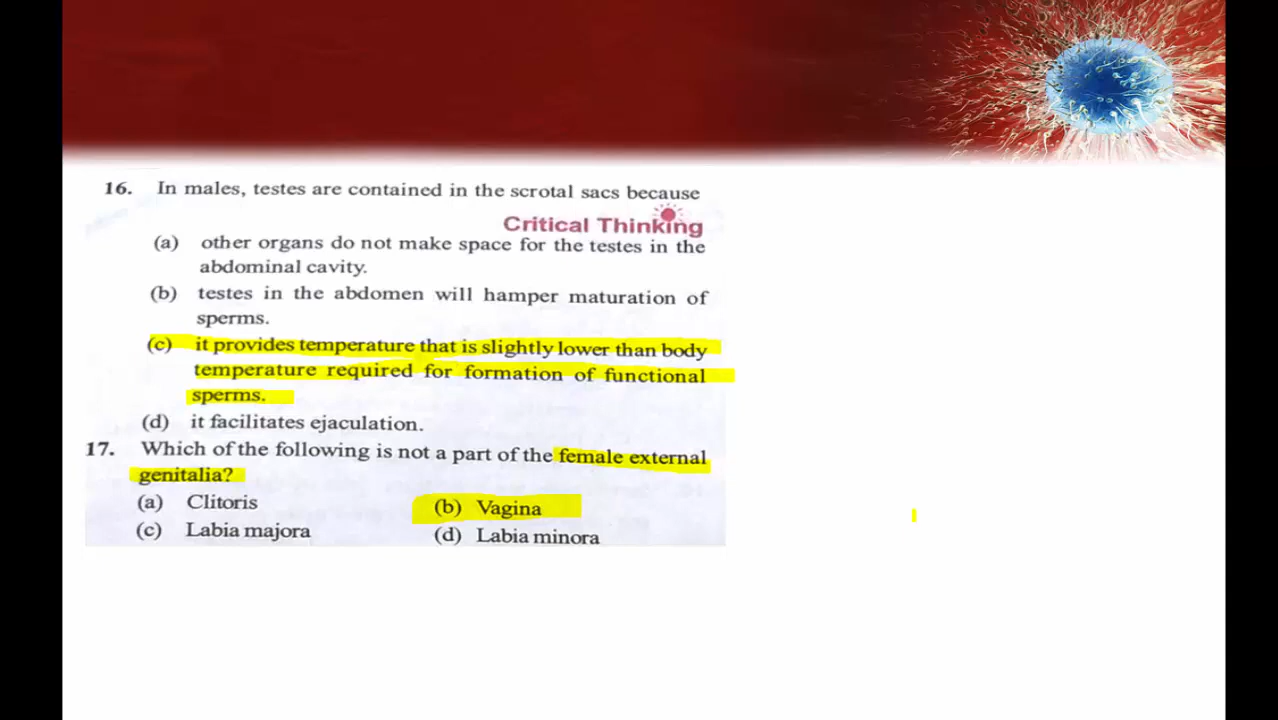 16. In males, testes are contained in the scrotal sacs because
Critical Thinking
(a) other organs do not make space for the testes in the
abdominal cavity.
(b) testes in the abdomen will hamper maturation of
sperms.
(c) it provides temperature that is slightly lower than body
temperature required for formation of functional
sperms.
(d) it facilitates ejaculation.
17. Which of the following is not a part of the female external
genitalia?
(a) Clitoris (b) Vagina
(c) Labia majora (d) Labia minora